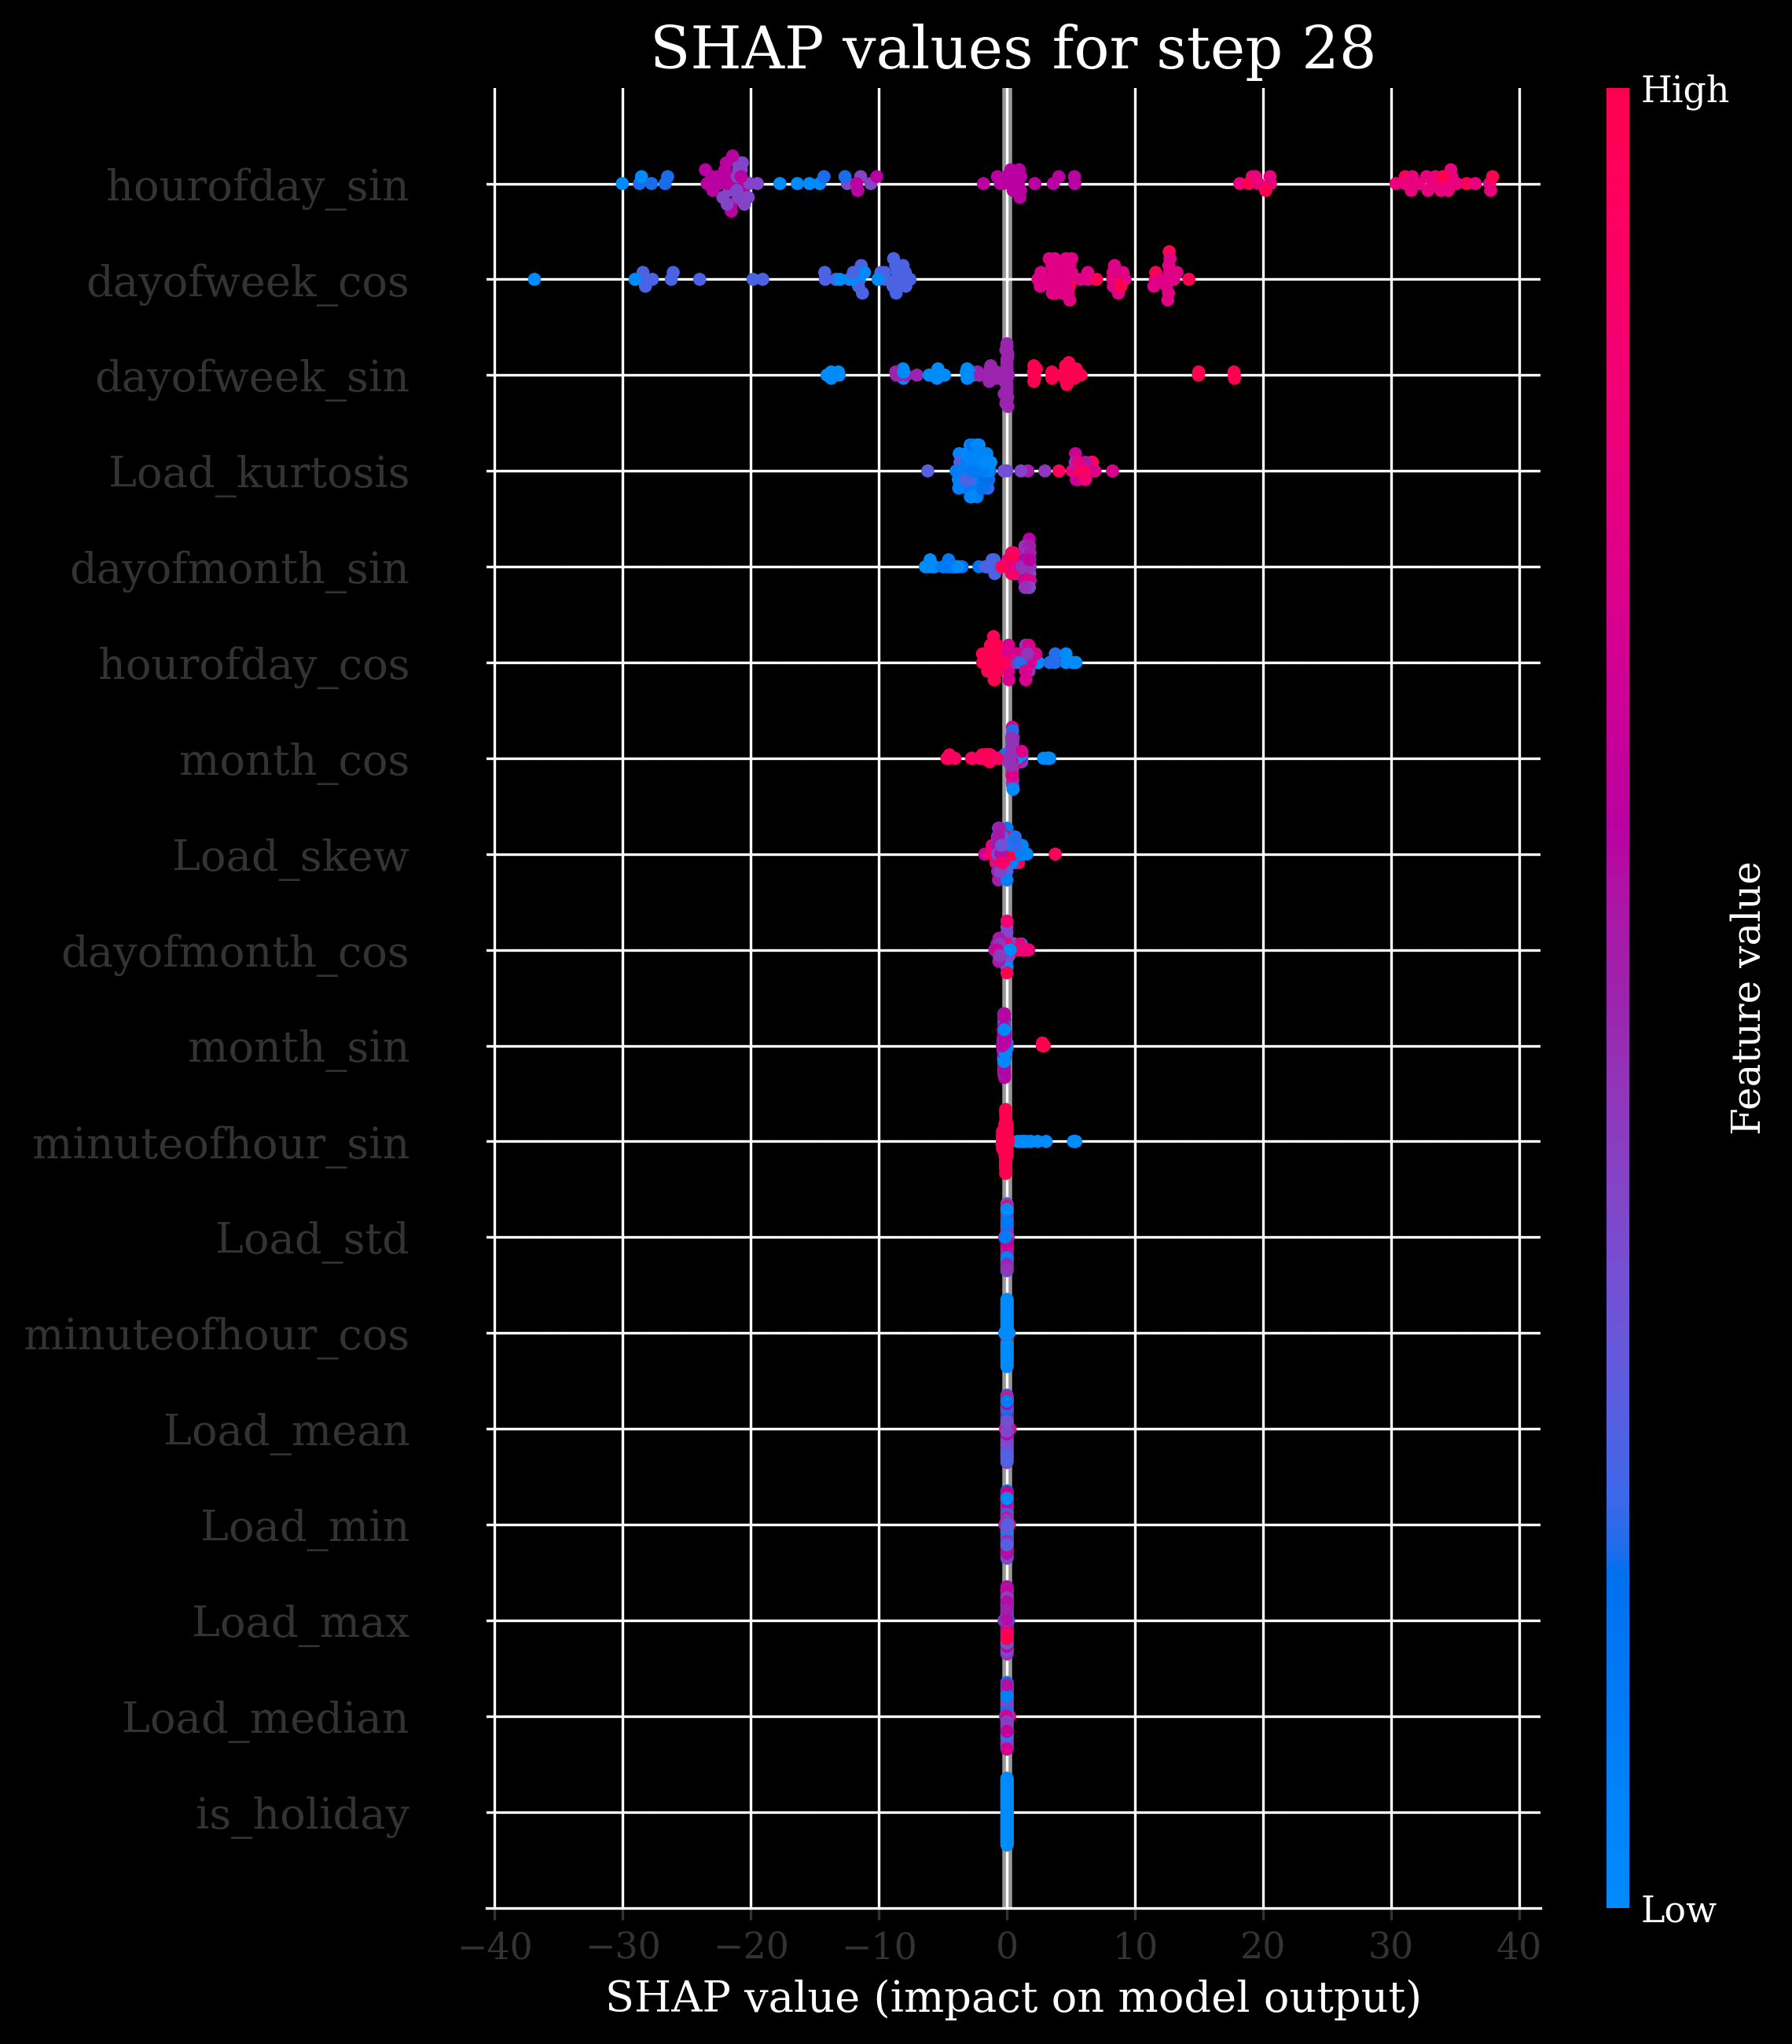 SHAP values for step 28
High
hourofday_sin
dayofweek_cos
dayofweek_sin
Load_kurtosis
dayofmonth_sin
hourofday_cos
month_cos
Load_skew
dayofmonth_cos
month_sin
minuteofhour_sin
Load_std
minuteofhour_cos
Load_mean
Load_min
Load_max
Load_median
is_holiday
Feature value
Low
−40 −30 −20 −10 0 10 20 30 40
SHAP value (impact on model output)